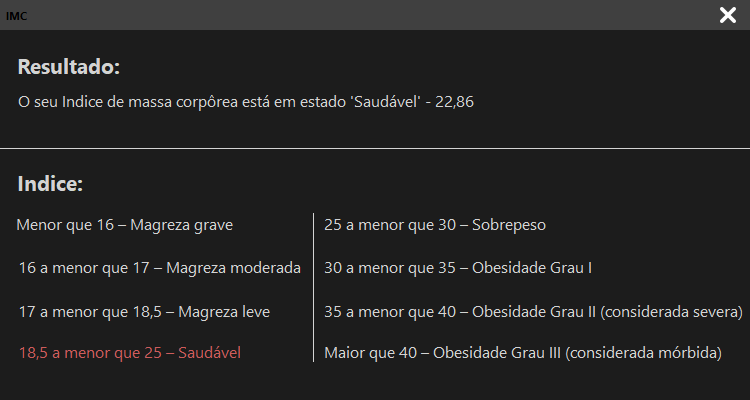 IMC
Resultado:
O seu Indice de massa corpôrea está em estado 'Saudável' - 22,86
Indice:
Menor que 16 – Magreza grave
16 a menor que 17 – Magreza moderada
17 a menor que 18,5 – Magreza leve
18,5 a menor que 25 – Saudável
25 a menor que 30 – Sobrepeso
30 a menor que 35 – Obesidade Grau I
35 a menor que 40 – Obesidade Grau II (considerada severa)
Maior que 40 – Obesidade Grau III (considerada mórbida)